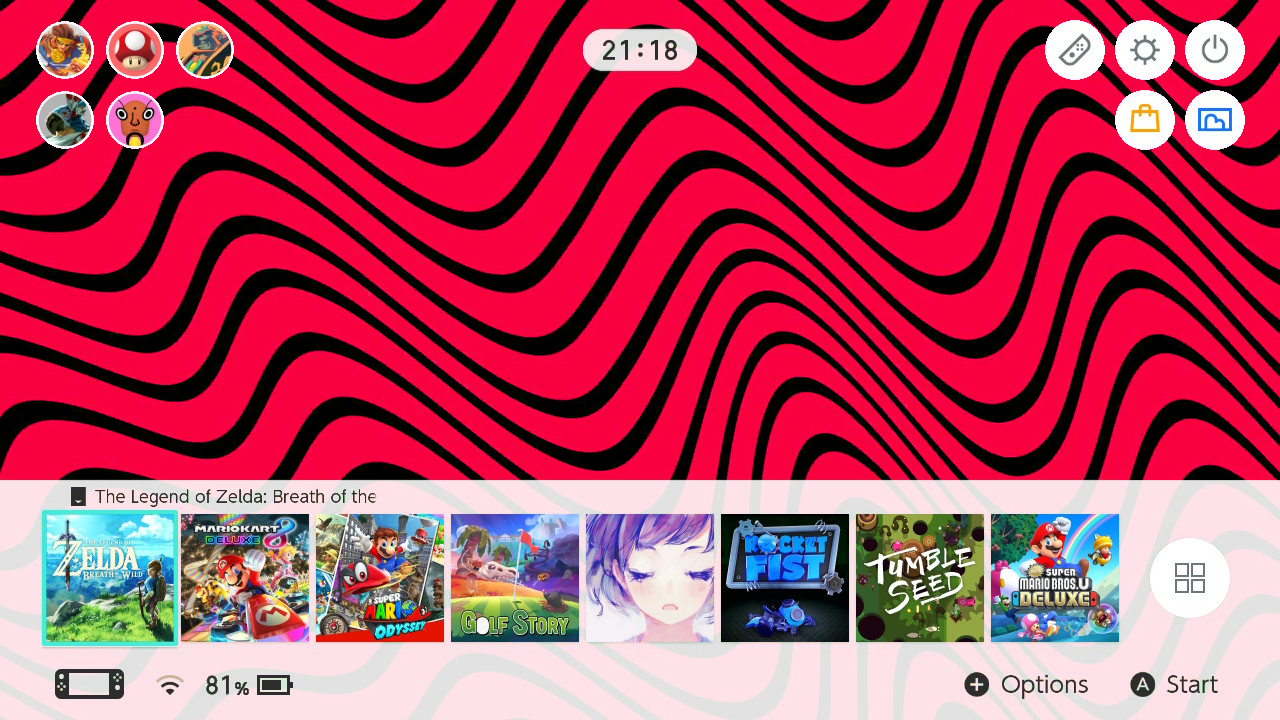 21:18
The Legend of Zelda: Breath of the
THE LEGEND OF
ZELDA
BREATH OF THE WILD
MARIOKART 8
DELUXE
SUPER
MARIO
ODYSSEY
GOLF STORY
ROCKET
FIST
TUMBLE
SEED
SUPER
MARIO BROS. U
DELUXE
81%
+ Options
A Start